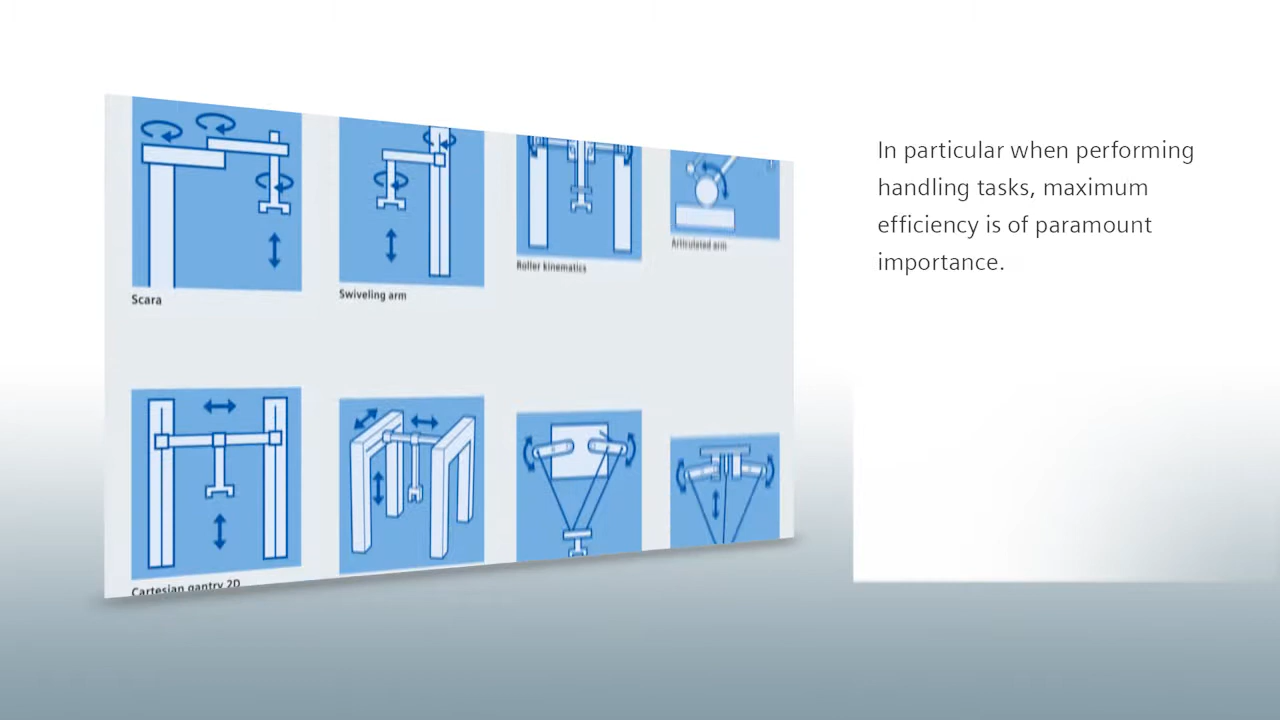 In particular when performing
handling tasks, maximum
efficiency is of paramount
importance.
Scara
Swiveling arm
Roller kinematics
Articulated arm
Cartesian gantry 2D